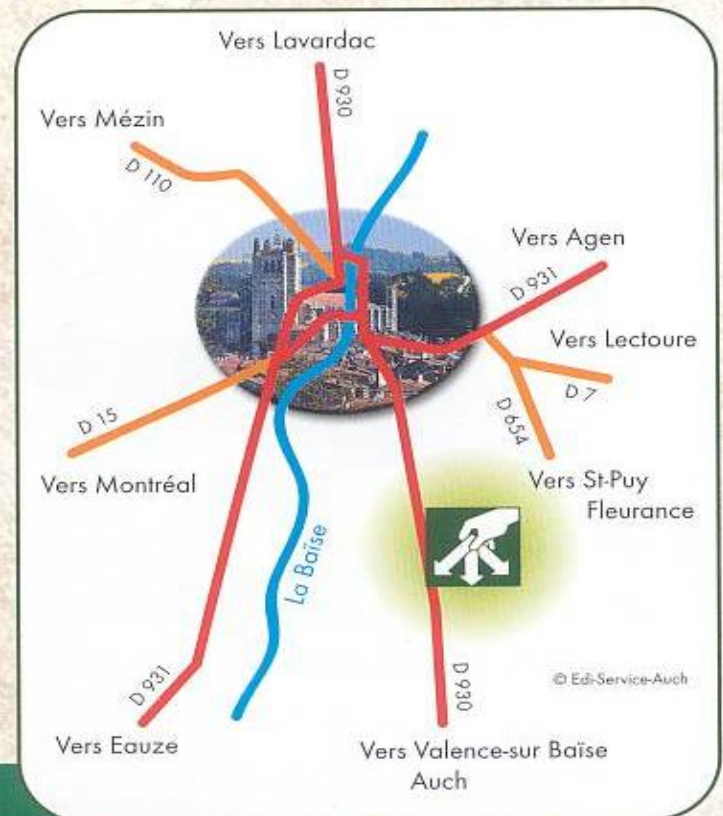 Vers Lavardac
D 930
Vers Mézin
D 110
Vers Agen
D 931
Vers Lectoure
D 7
D 654
D 15
Vers St-Puy
Fleurance
Vers Montréal
La Baïse
D 931
D 930
© Edi-Service-Auch
Vers Eauze
Vers Valence-sur Baïse
Auch